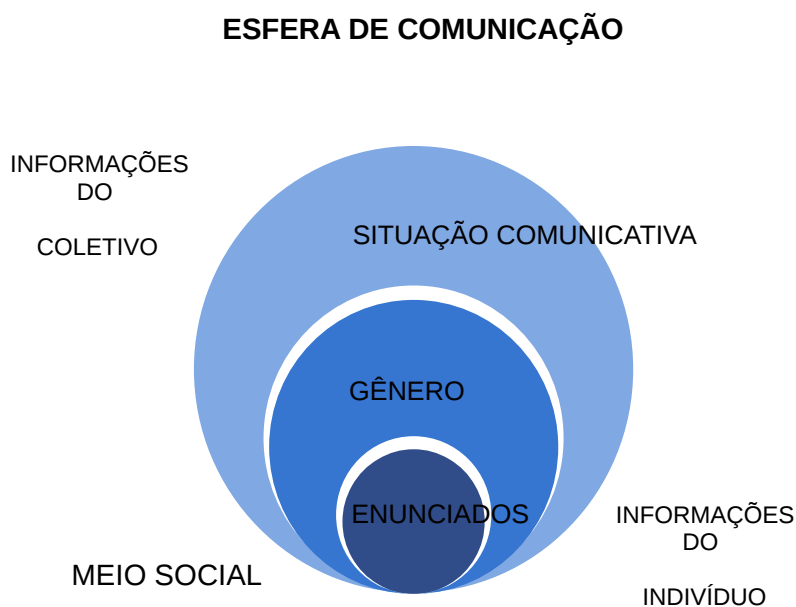 ESFERA DE COMUNICAÇÃO
INFORMAÇÕES
DO
COLETIVO
SITUAÇÃO COMUNICATIVA
GÊNERO
ENUNCIADOS
INFORMAÇÕES
DO
INDIVÍDUO
MEIO SOCIAL